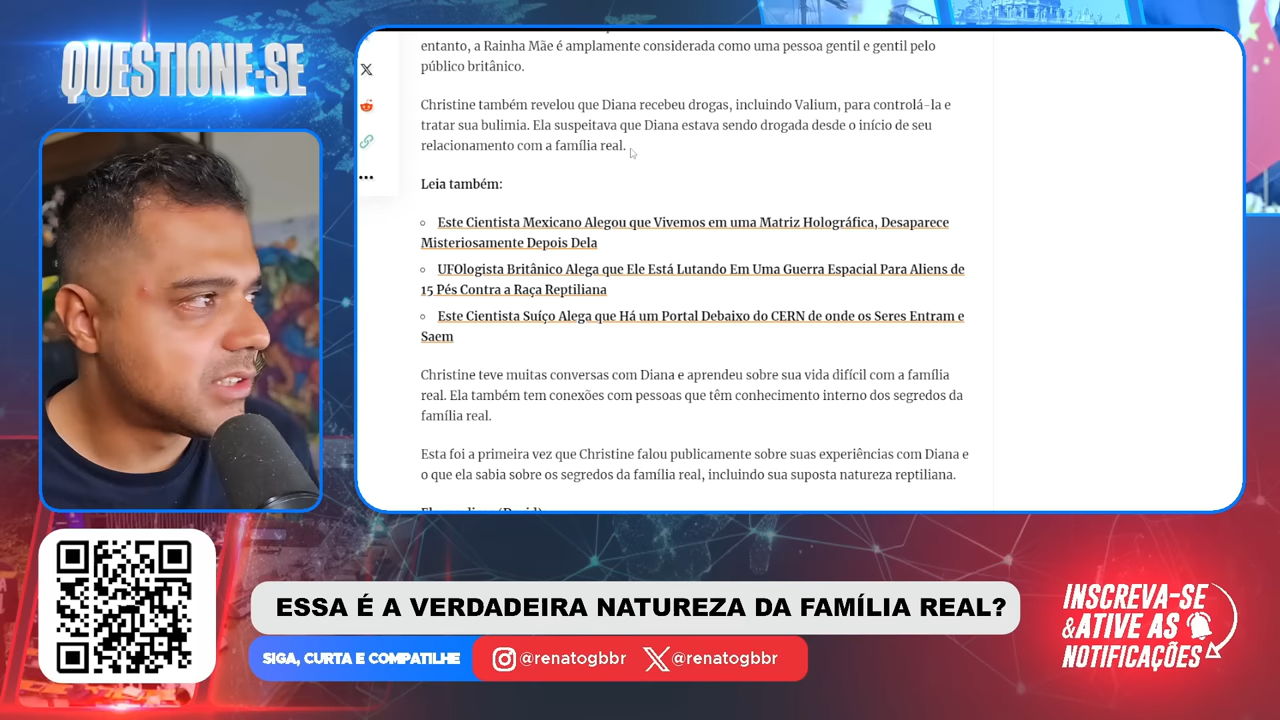 QUESTIONE-SE
entanto, a Rainha Mãe é amplamente considerada como uma pessoa gentil e gentil pelo
público britânico.
Christine também revelou que Diana recebeu drogas, incluindo Valium, para controlá-la e
tratar sua bulimia. Ela suspeitava que Diana estava sendo drogada desde o início de seu
relacionamento com a família real.
Leia também:
Este Cientista Mexicano Alegou que Vivemos em uma Matriz Holográfica, Desaparece
Misteriosamente Depois Dela
UFOlogista Britânico Alega que Ele Está Lutando Em Uma Guerra Espacial Para Aliens de
15 Pés Contra a Raça Reptiliana
Este Cientista Suíço Alega que Há um Portal Debaixo do CERN de onde os Seres Entram e
Saem
Christine teve muitas conversas com Diana e aprendeu sobre sua vida difícil com a família
real. Ela também tem conexões com pessoas que têm conhecimento interno dos segredos da
família real.
Esta foi a primeira vez que Christine falou publicamente sobre suas experiências com Diana e
o que ela sabia sobre os segredos da família real, incluindo sua suposta natureza reptiliana.
ESSA É A VERDADEIRA NATUREZA DA FAMÍLIA REAL?
SIGA, CURTA E COMPATILHE
@renatogbbr
@renatogbbr
INSCREVA-SE
&ATIVE AS
NOTIFICAÇÕES